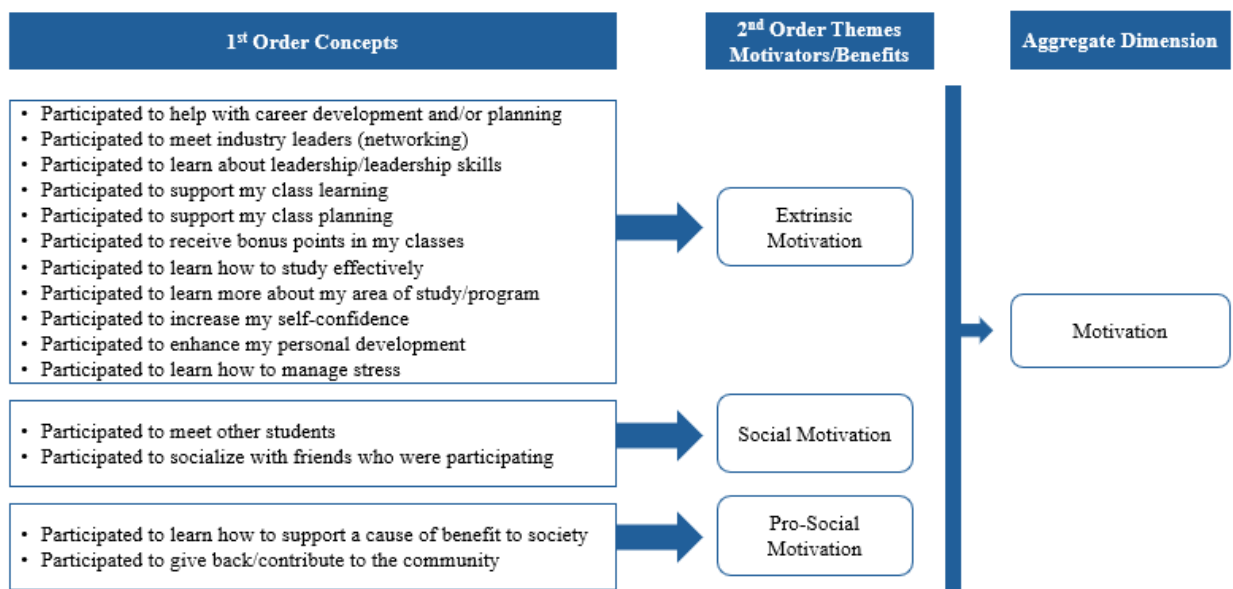 1st Order Concepts
2nd Order Themes
Motivators/Benefits
Aggregate Dimension
• Participated to help with career development and/or planning
• Participated to meet industry leaders (networking)
• Participated to learn about leadership/leadership skills
• Participated to support my class learning
• Participated to support my class planning
• Participated to receive bonus points in my classes
• Participated to learn how to study effectively
• Participated to learn more about my area of study/program
• Participated to increase my self-confidence
• Participated to enhance my personal development
• Participated to learn how to manage stress
Extrinsic
Motivation
• Participated to meet other students
• Participated to socialize with friends who were participating
Social Motivation
• Participated to learn how to support a cause of benefit to society
• Participated to give back/contribute to the community
Pro-Social
Motivation
Motivation